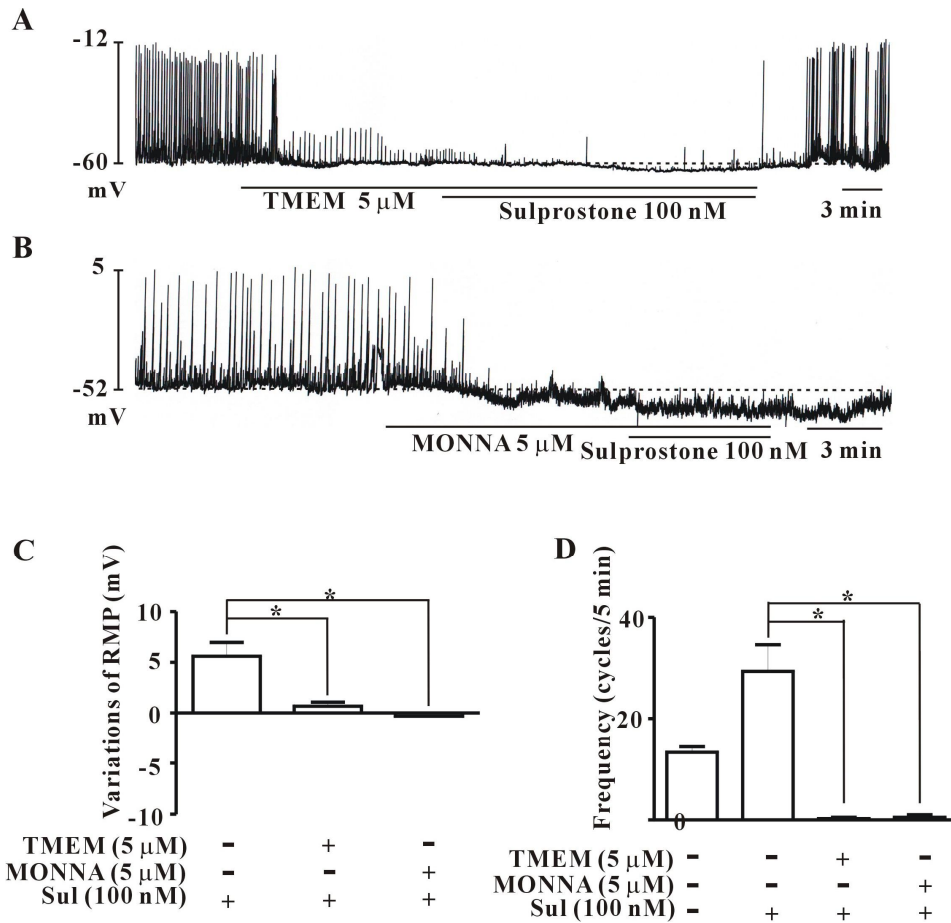 A
-12
-60
mV
TMEM 5 μM
Sulprostone 100 nM
3 min
B
5
-52
mV
MONNA 5 μM
Sulprostone 100 nM
3 min
C
Variations of RMP (mV)
10
5
0
-5
-10
* *
TMEM (5 μM) - + -
MONNA (5 μM) - - +
Sul (100 nM) + + +
D
Frequency (cycles/5 min)
40
20
0
* *
TMEM (5 μM) - - + -
MONNA (5 μM) - - - +
Sul (100 nM) - + + +